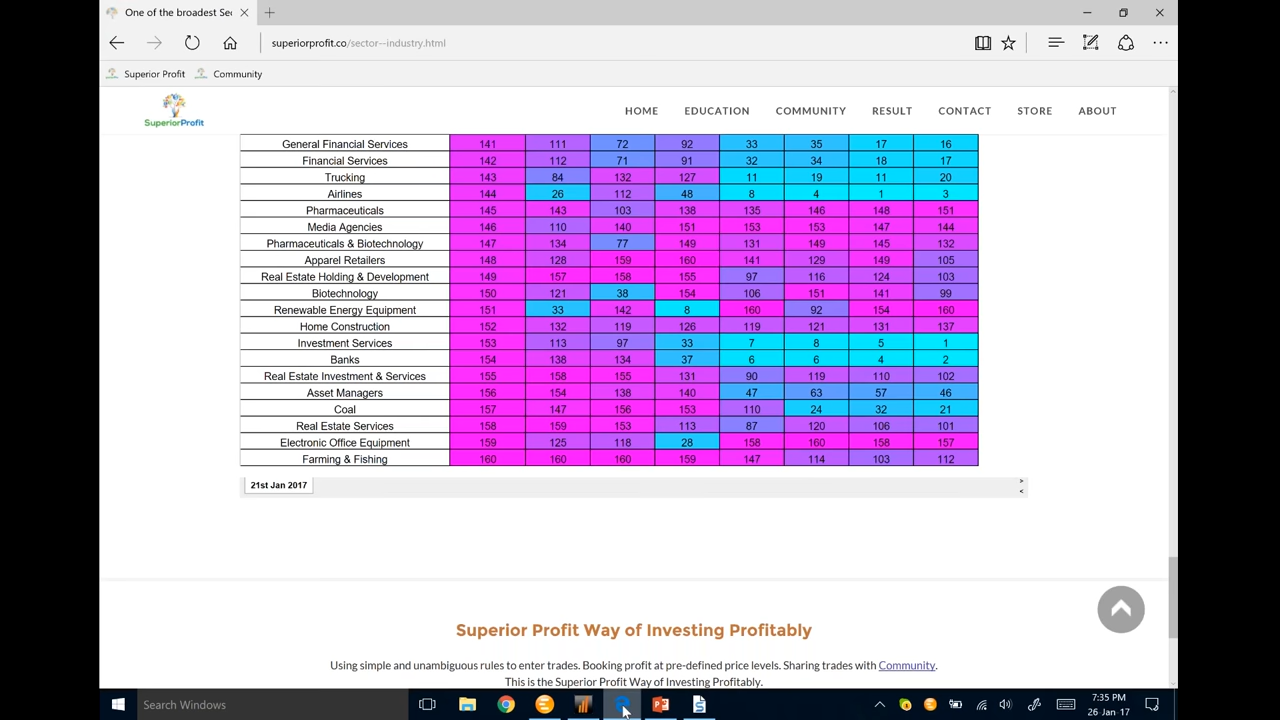 One of the broadest Sec
superiorprofit.co/sector--industry.html
Superior Profit Community
SuperiorProfit
HOME EDUCATION COMMUNITY RESULT CONTACT STORE ABOUT
General Financial Services 141 111 72 92 33 35 17 16
Financial Services 142 112 71 91 32 34 18 17
Trucking 143 84 132 127 11 19 11 20
Airlines 144 26 112 48 8 4 1 3
Pharmaceuticals 145 143 103 138 135 146 148 151
Media Agencies 146 110 140 151 153 153 147 144
Pharmaceuticals & Biotechnology 147 134 77 149 131 149 145 132
Apparel Retailers 148 128 159 160 141 129 149 105
Real Estate Holding & Development 149 157 158 155 97 116 124 103
Biotechnology 150 121 38 154 106 151 141 99
Renewable Energy Equipment 151 33 142 8 160 92 154 160
Home Construction 152 132 119 126 119 121 131 137
Investment Services 153 113 97 33 7 8 5 1
Banks 154 138 134 37 6 6 4 2
Real Estate Investment & Services 155 158 155 131 90 119 110 102
Asset Managers 156 154 138 140 47 63 57 46
Coal 157 147 156 153 110 24 32 21
Real Estate Services 158 159 153 113 87 120 106 101
Electronic Office Equipment 159 125 118 28 158 160 158 157
Farming & Fishing 160 160 160 159 147 114 103 112
21st Jan 2017
Superior Profit Way of Investing Profitably
Using simple and unambiguous rules to enter trades. Booking profit at pre-defined price levels. Sharing trades with Community.
This is the Superior Profit Way of Investing Profitably.
Search Windows
7:35 PM
26 Jan 17